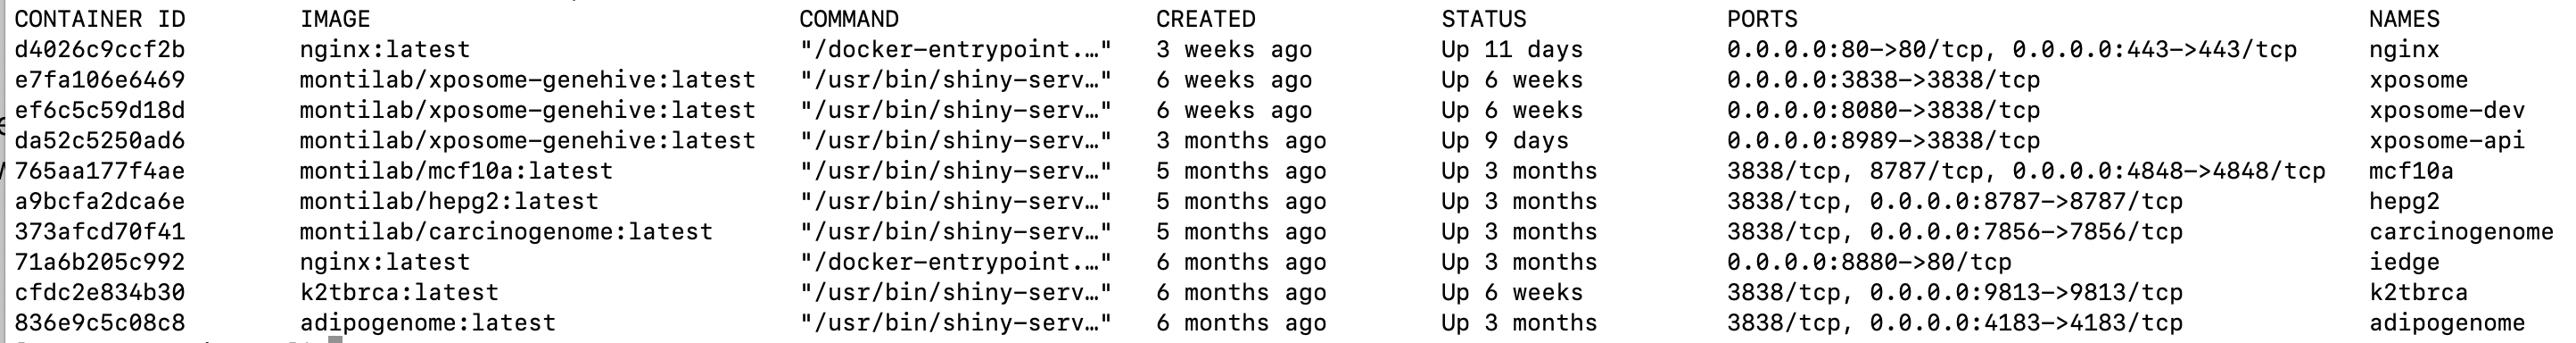 CONTAINER ID IMAGE COMMAND CREATED STATUS PORTS NAMES
d4026c9ccf2b nginx:latest "/docker-entrypoint.…" 3 weeks ago Up 11 days 0.0.0.0:80->80/tcp, 0.0.0.0:443->443/tcp nginx
e7fa106e6469 montilab/xposome-genehive:latest "/usr/bin/shiny-serv…" 6 weeks ago Up 6 weeks 0.0.0.0:3838->3838/tcp xposome
ef6c5c59d18d montilab/xposome-genehive:latest "/usr/bin/shiny-serv…" 6 weeks ago Up 6 weeks 0.0.0.0:8080->3838/tcp xposome-dev
da52c5250ad6 montilab/xposome-genehive:latest "/usr/bin/shiny-serv…" 3 months ago Up 9 days 0.0.0.0:8989->3838/tcp xposome-api
765aa177f4ae montilab/mcf10a:latest "/usr/bin/shiny-serv…" 5 months ago Up 3 months 3838/tcp, 8787/tcp, 0.0.0.0:4848->4848/tcp mcf10a
a9bcfa2dca6e montilab/hepg2:latest "/usr/bin/shiny-serv…" 5 months ago Up 3 months 3838/tcp, 0.0.0.0:8787->8787/tcp hepg2
373afcd70f41 montilab/carcinogenome:latest "/usr/bin/shiny-serv…" 5 months ago Up 3 months 3838/tcp, 0.0.0.0:7856->7856/tcp carcinogenome
71a6b205c992 nginx:latest "/docker-entrypoint.…" 6 months ago Up 3 months 0.0.0.0:8880->80/tcp iedge
cfdc2e834b30 k2tbrca:latest "/usr/bin/shiny-serv…" 6 months ago Up 6 weeks 3838/tcp, 0.0.0.0:9813->9813/tcp k2tbrca
836e9c5c08c8 adipogenome:latest "/usr/bin/shiny-serv…" 6 months ago Up 3 months 3838/tcp, 0.0.0.0:4183->4183/tcp adipogenome